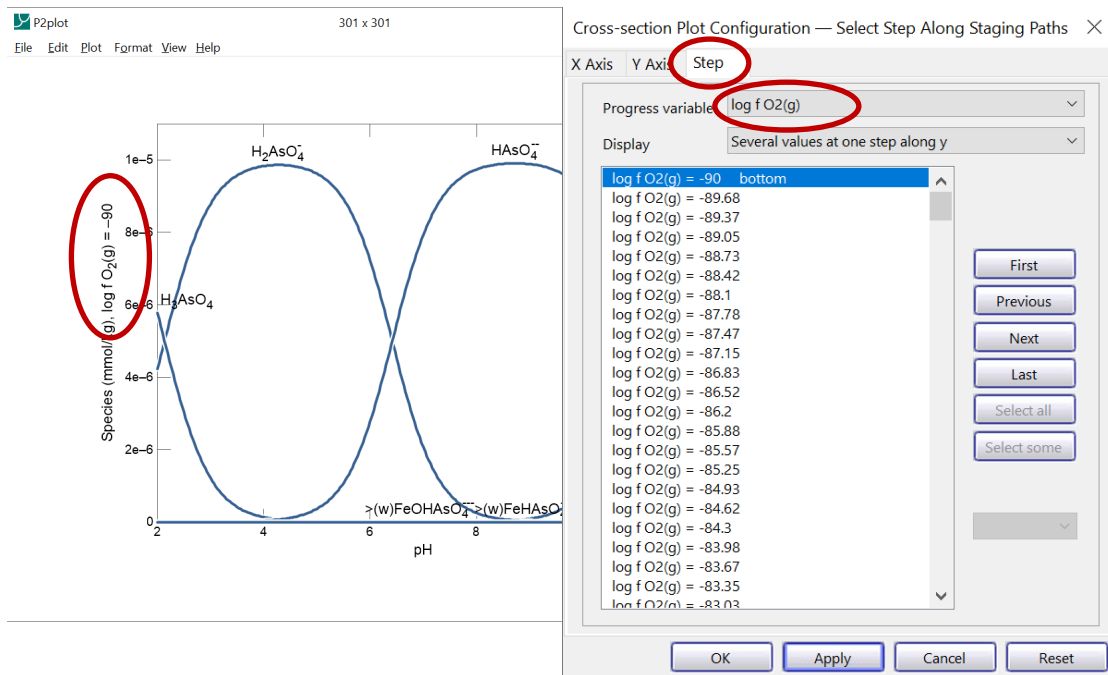 P2plot
301 x 301
File Edit Plot Format View Help
H₂AsO₄⁻
HAsO₄⁻⁻
1e–5
8e–6
6e–6
4e–6
2e–6
0
H₃AsO₄
Species (mmol/kg), log f O₂(g) = –90
>(w)FeOHAsO₄⁻⁻⁻
2 4 6 8
pH
Cross-section Plot Configuration — Select Step Along Staging Paths
X Axis Y Axis Step
Progress variable log f O2(g)
Display Several values at one step along y
log f O2(g) = -90 bottom
log f O2(g) = -89.68
log f O2(g) = -89.37
log f O2(g) = -89.05
log f O2(g) = -88.73
log f O2(g) = -88.42
log f O2(g) = -88.1
log f O2(g) = -87.78
log f O2(g) = -87.47
log f O2(g) = -87.15
log f O2(g) = -86.83
log f O2(g) = -86.52
log f O2(g) = -86.2
log f O2(g) = -85.88
log f O2(g) = -85.57
log f O2(g) = -85.25
log f O2(g) = -84.93
log f O2(g) = -84.62
log f O2(g) = -84.3
log f O2(g) = -83.98
log f O2(g) = -83.67
log f O2(g) = -83.35
log f O2(g) = -83.03
First
Previous
Next
Last
Select all
Select some
OK
Apply
Cancel
Reset